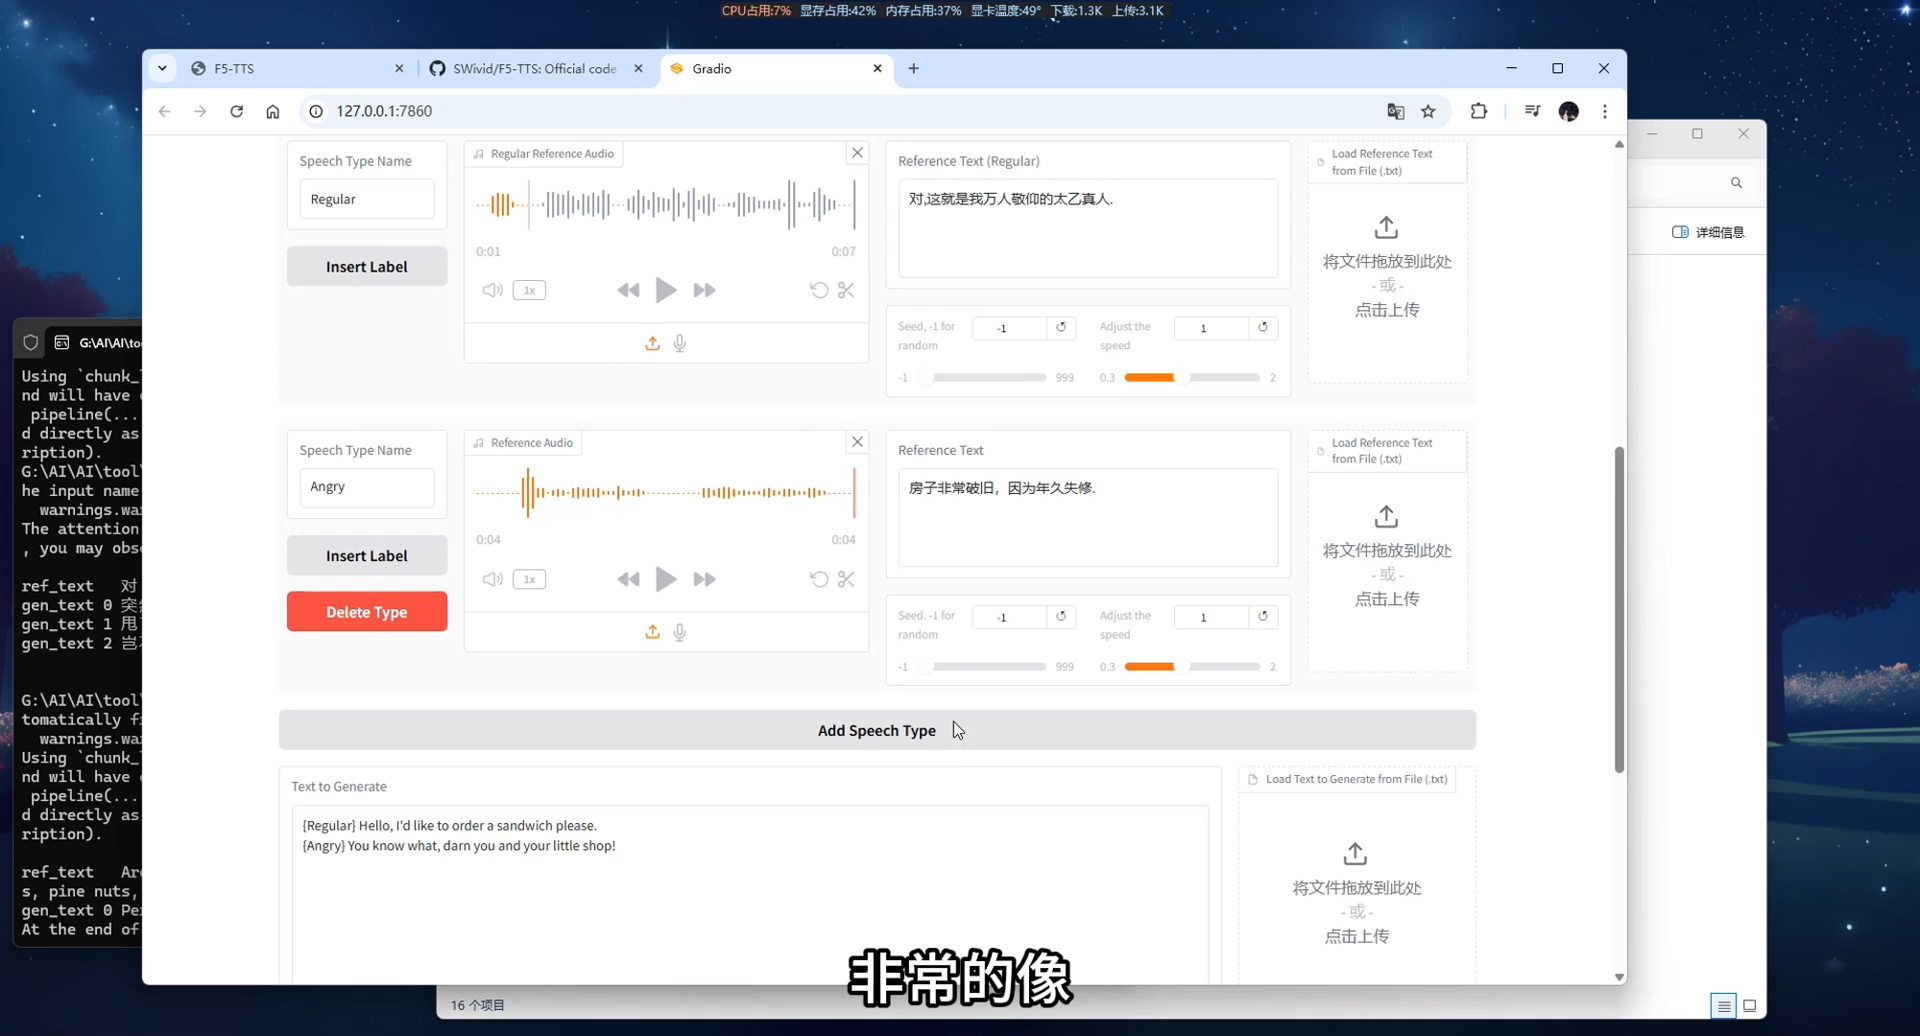 CPU占用:7% 显存占用:42% 内存占用:37% 显卡温度:49° 下载:1.3K 上传:3.1K
F5-TTS
SWivid/F5-TTS: Official code
Gradio
127.0.0.1:7860
Speech Type Name
Regular
Insert Label
Regular Reference Audio
0:01
0:07
1x
Reference Text (Regular)
对,这就是我万人敬仰的太乙真人.
Seed, -1 for
random
-1
-1
999
Adjust the
speed
1
0.3
2
Load Reference Text
from File (.txt)
将文件拖放到此处
- 或 -
点击上传
Speech Type Name
Angry
Insert Label
Delete Type
Reference Audio
0:04
0:04
1x
Reference Text
房子非常破旧，因为年久失修.
Seed, -1 for
random
-1
-1
999
Adjust the
speed
1
0.3
2
Load Reference Text
from File (.txt)
将文件拖放到此处
- 或 -
点击上传
Add Speech Type
Text to Generate
{Regular} Hello, I'd like to order a sandwich please.
{Angry} You know what, darn you and your little shop!
Load Text to Generate from File (.txt)
将文件拖放到此处
- 或 -
点击上传
非常的像
详细信息
16 个项目
G:\AI\AI\to
Using `chunk_
nd will have
pipeline(...
d directly as
ription).
G:\AI\AI\tool
he input name
warnings.wa
The attention
, you may obs
ref_text 对
gen_text 0 突
gen_text 1 甩
gen_text 2 岂
G:\AI\AI\tool
tomatically f
warnings.wa
Using `chunk_
nd will have
pipeline(...
d directly as
ription).
ref_text Ar
s, pine nuts,
gen_text 0 Pe
At the end of